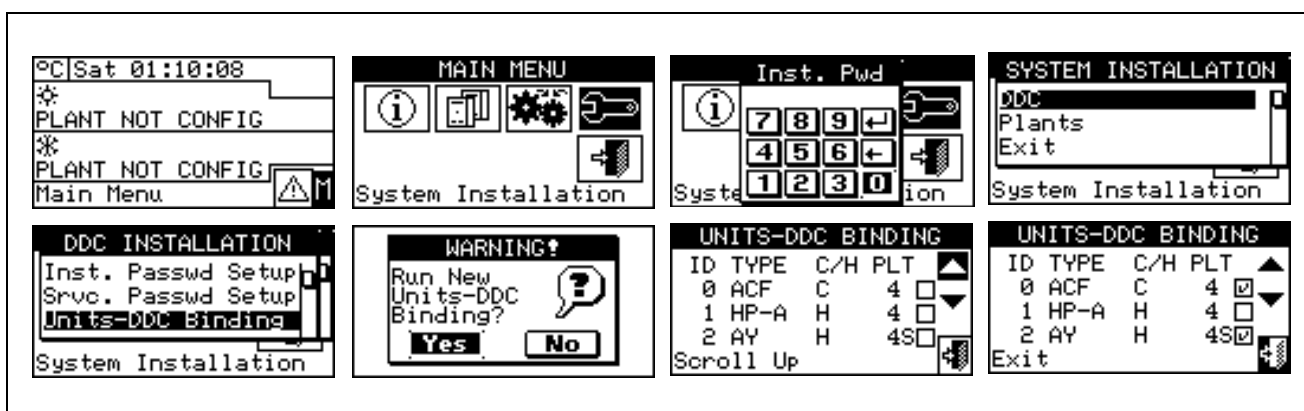 °C Sat 01:10:08
PLANT NOT CONFIG
PLANT NOT CONFIG
Main Menu
M
MAIN MENU
i
System Installation
Inst. Pwd
i
7 8 9
4 5 6
1 2 3 0
Syste
ion
SYSTEM INSTALLATION
DDC
Plants
Exit
System Installation
DDC INSTALLATION
Inst. Passwd Setup
Srvc. Passwd Setup
Units-DDC Binding
System Installation
WARNING!
Run New
Units-DDC
Binding?
?
Yes No
UNITS-DDC BINDING
ID TYPE C/H PLT
0 ACF C 4
1 HP-A H 4
2 AY H 4S
Scroll Up
UNITS-DDC BINDING
ID TYPE C/H PLT
0 ACF C 4
1 HP-A H 4
2 AY H 4S
Exit